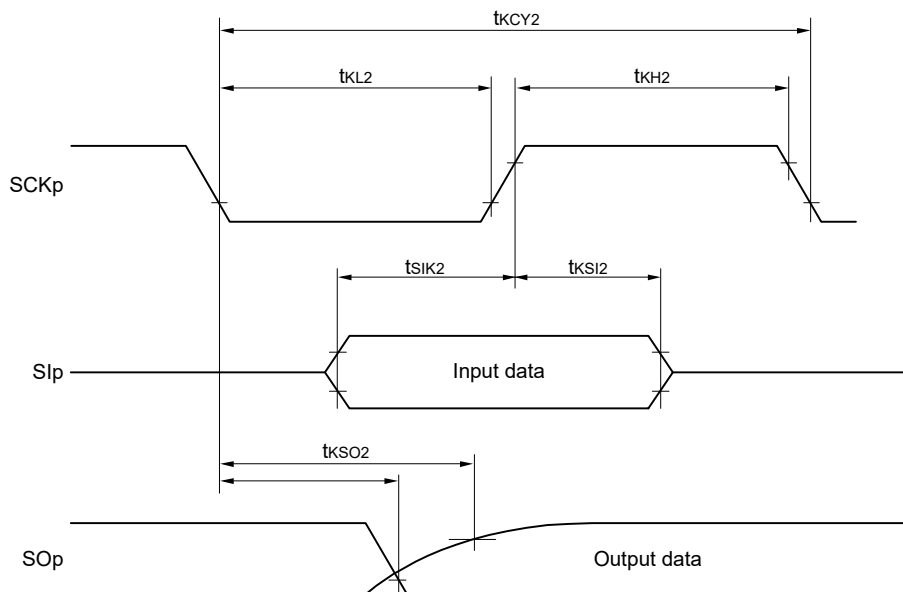 tKCY2
tKL2
tKH2
SCKp
tSIK2
tKSI2
SIp
Input data
tKSO2
SOp
Output data